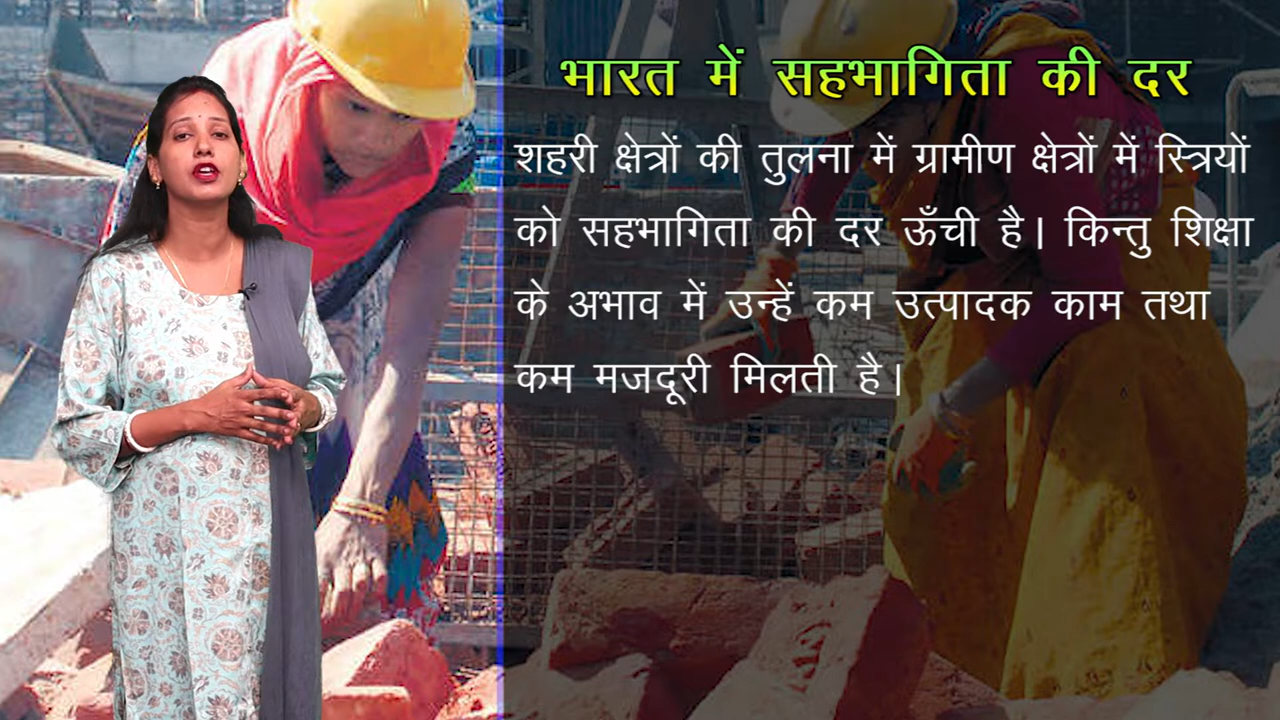 भारत में सहभागिता की दर
शहरी क्षेत्रों की तुलना में ग्रामीण क्षेत्रों में स्त्रियों
को सहभागिता की दर ऊँची है। किन्तु शिक्षा
के अभाव में उन्हें कम उत्पादक काम तथा
कम मजदूरी मिलती है।